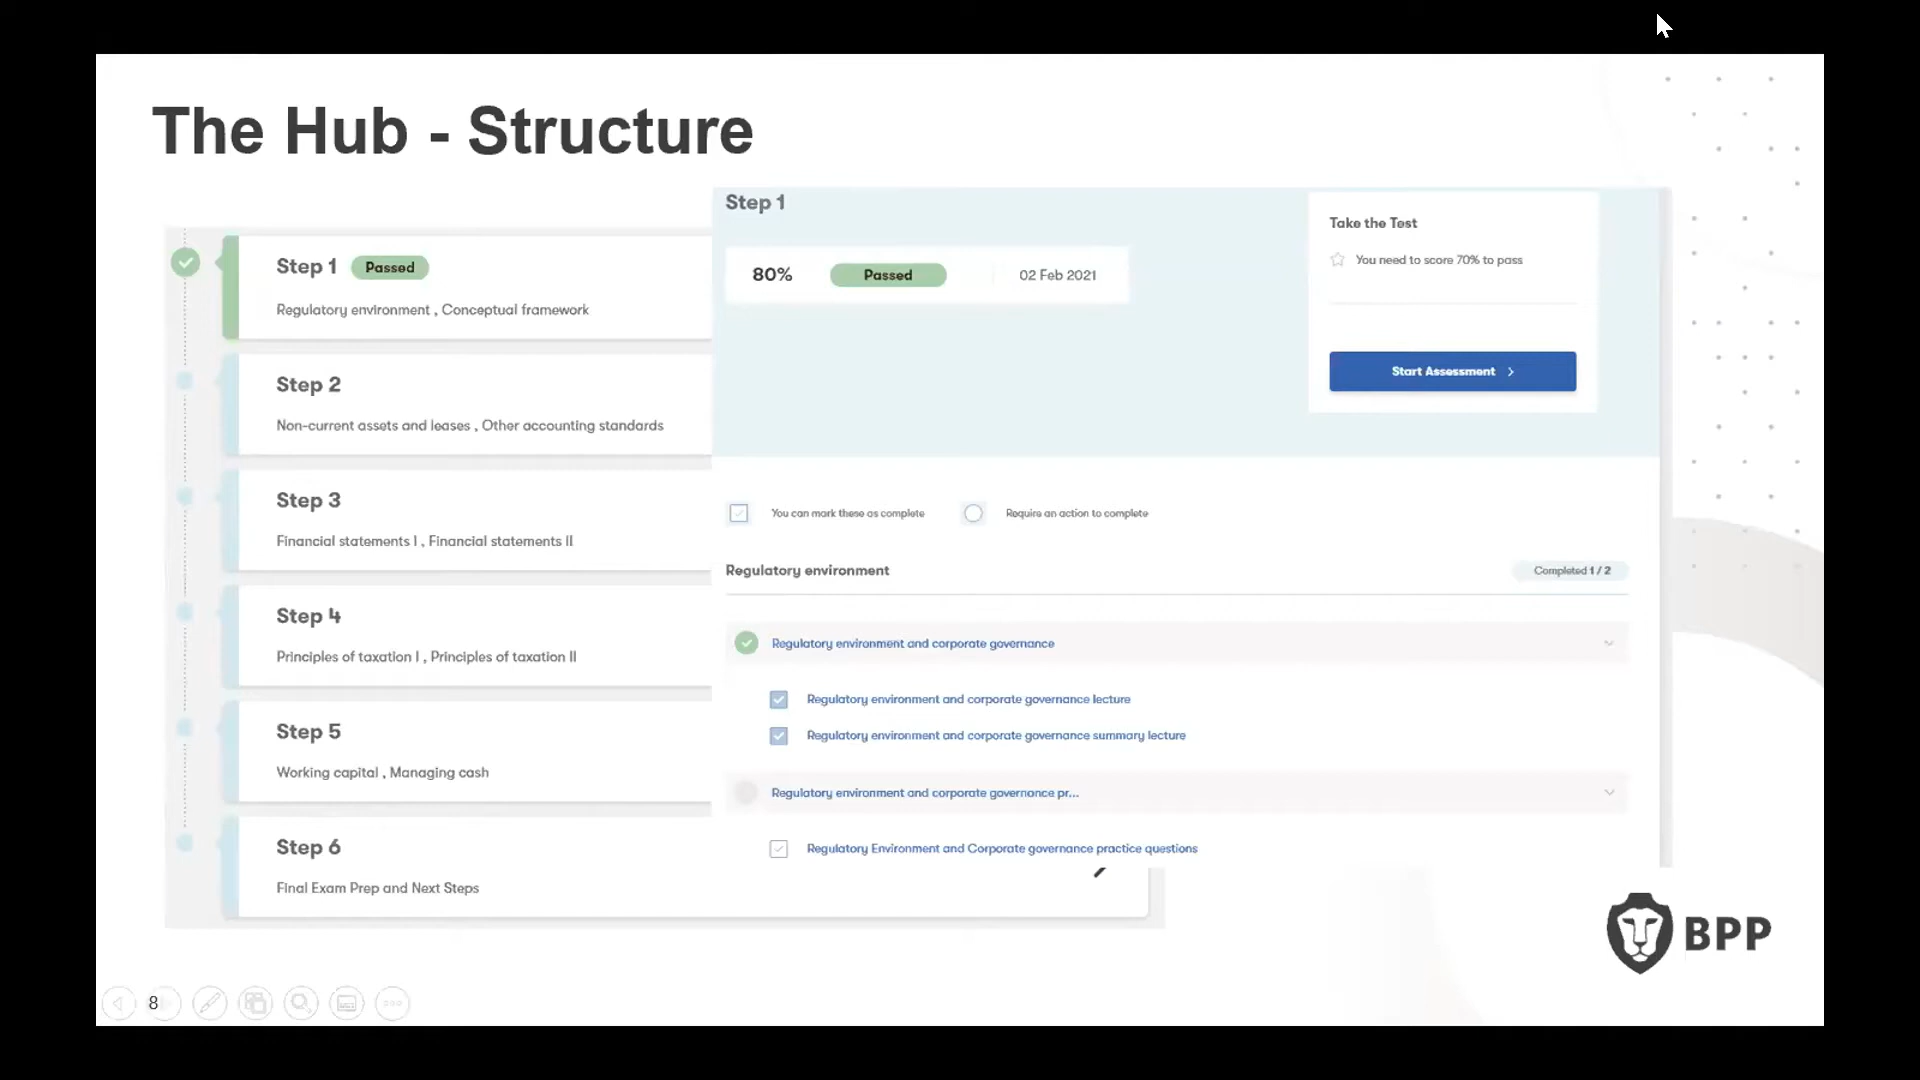 The Hub - Structure
Step 1 Passed
Regulatory environment , Conceptual framework
Step 2
Non-current assets and leases , Other accounting standards
Step 3
Financial statements I , Financial statements II
Step 4
Principles of taxation I , Principles of taxation II
Step 5
Working capital , Managing cash
Step 6
Final Exam Prep and Next Steps
Step 1
80% Passed 02 Feb 2021
Take the Test
You need to score 70% to pass
Start Assessment
You can mark these as complete Require an action to complete
Regulatory environment Completed 1 / 2
Regulatory environment and corporate governance
Regulatory environment and corporate governance lecture
Regulatory environment and corporate governance summary lecture
Regulatory environment and corporate governance pr...
Regulatory Environment and Corporate governance practice questions
BPP
8